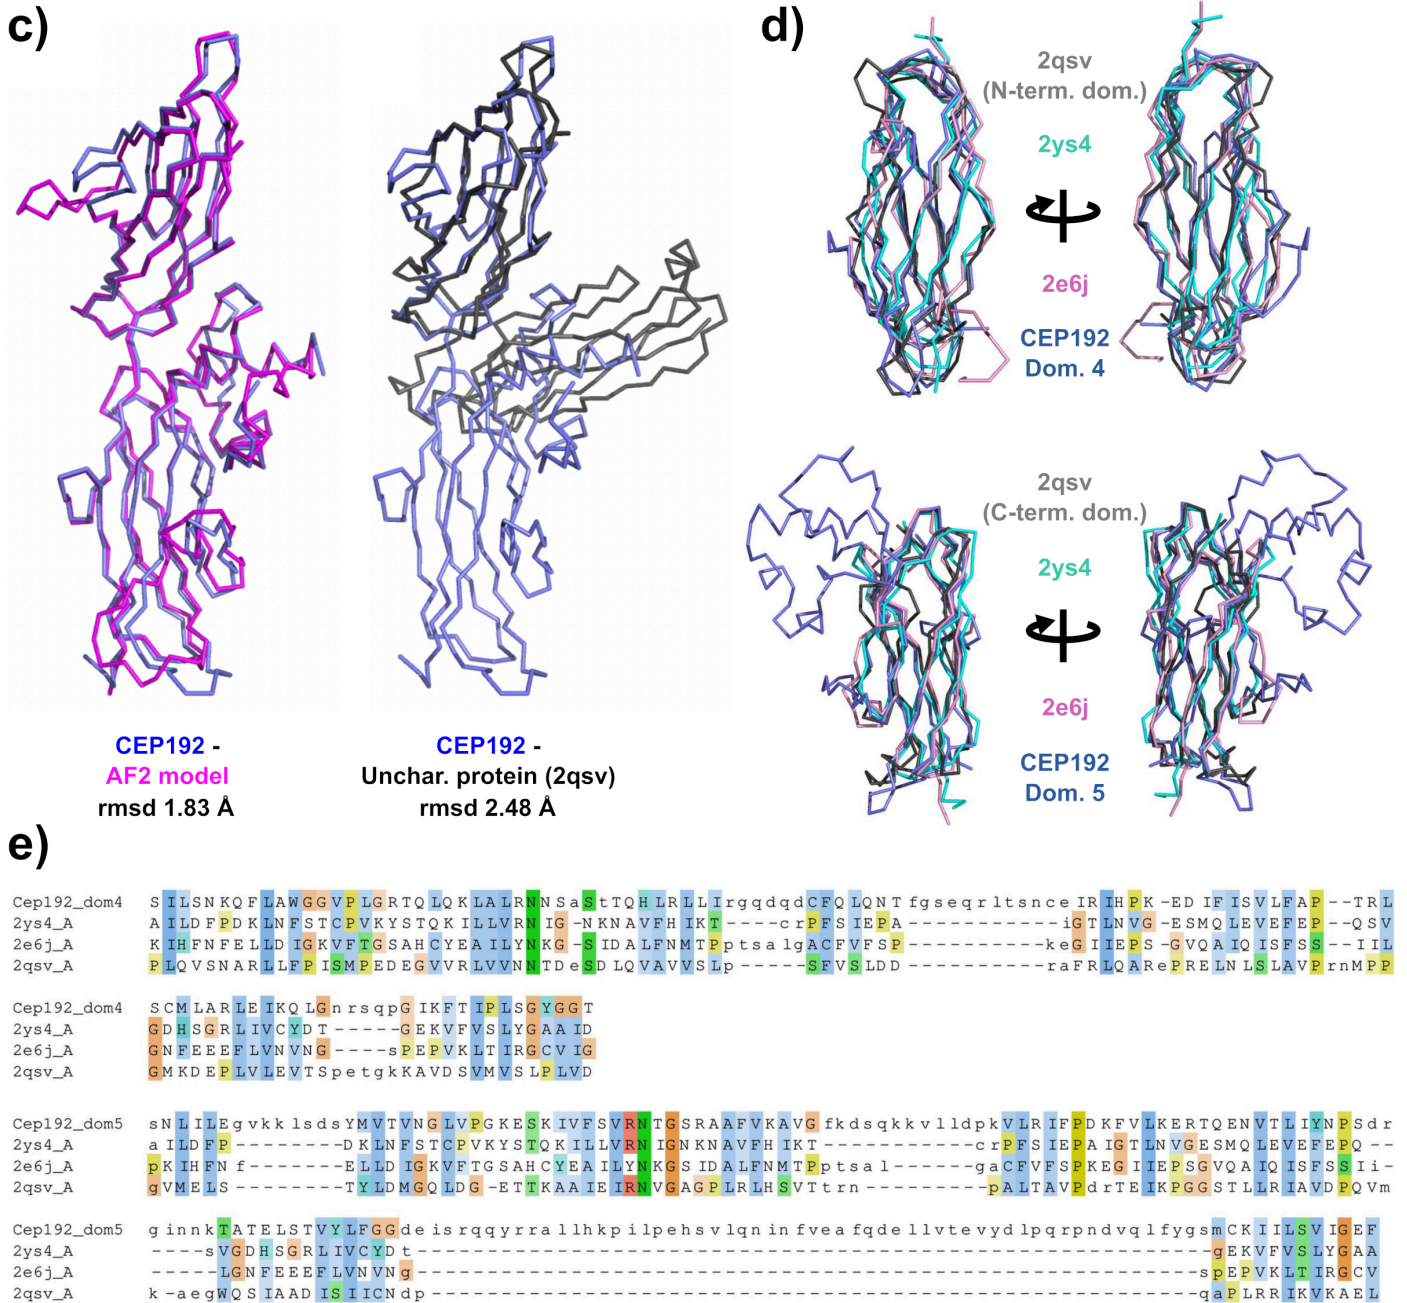 c)
d)
2qsv
(N-term. dom.)
2ys4
2e6j
CEP192
Dom. 4
2qsv
(C-term. dom.)
2ys4
2e6j
CEP192
Dom. 5
CEP192 -
AF2 model
rmsd 1.83 Å
CEP192 -
Unchar. protein (2qsv)
rmsd 2.48 Å
e)
Cep192_dom4 SILSNKQFLAWGGVPLGRTQLQKLALRNNSaStTQHLRLLIrgqdqdCFQLQNTfgseqrltsnceIRIHPK-EDIFISVLFAP--TRL
2ys4_A AILDFPDKLNFSTCPVKYSTQKILLVRNIG-NKNAVFHIKT----crPFSIEPA-----------iGTLNVG-ESMQLEVEFEP--QSV
2e6j_A KIHFNFELLDIGKVFTGSAHCYEAILYNKG-SIDALFNMTPptsalgACFVFSP----------keGIIEPS-GVQAIQISFSS--IIL
2qsv_A PLQVSNARLLFPISMPEDEGVVRLVVNNTDeSDLQVAVVSLp-----SFVSLDD----------raFRLQARePRELNLSLAVPrnMPP
Cep192_dom4 SCMLARLEIKQLGnrsqpGIKFTIPLSGYGGT
2ys4_A GDHSGRLIVCYDT-----GEKVFVSLYGAAID
2e6j_A GNFEEEFLVNVNG----sPEPVKLTIRGCVIG
2qsv_A GMKDEPLVLEVTSpetgkKAVDSVMVSLPLVD
Cep192_dom5 sNLILEgvkklsdsYMVTVNGLVPGKESKIVFSVRNTGSRAAFVKAVGfkdsqkkvlldpkVLRIFPDKFVLKERTQENVTLIYNPSdr
2ys4_A aILDFP--------DKLNFSTCPVKYSTQKILLVRNIGNKNAVFHIKT-----------crPFSIEPAIGTLNVGESMQLEVEFEPQ--
2e6j_A pKIHFNf-------ELLDIGKVFTGSAHCYEAILYNKGSIDALFNMTPptsal------gaCFVFSPKEGIIEPSGVQAIQISFSSIi-
2qsv_A gVMELS--------TYLDMGQLDG-ETTKAAIEIRNVGAGPLRLHSVTtrn---------pALTAVPdrTEIKPGGSTLLRIAVDPQVm
Cep192_dom5 ginnkTATELSTVYLFGGdeisrqqyrrallhkpilpehsvlqninfveafqdellvtevydlpqrpndvqlfygsmCKIILSVIGEF
2ys4_A ----sVGDHSGRLIVCYDt---------------------------------------------------------gEKVFVSLYGAA
2e6j_A -----LGNFEEEFLVNVNg--------------------------------------------------------spEPVKLTIRGCV
2qsv_A k-aegWQSIAADISIICNdp-------------------------------------------------------qaPLRRIKVKAEL